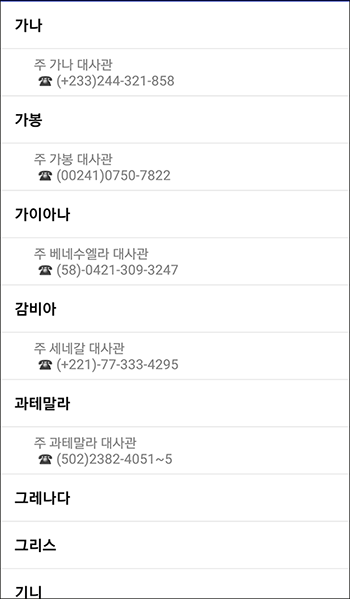 가나
주 가나 대사관
☎ (+233)244-321-858
가봉
주 가봉 대사관
☎ (00241)0750-7822
가이아나
주 베네수엘라 대사관
☎ (58)-0421-309-3247
감비아
주 세네갈 대사관
☎ (+221)-77-333-4295
과테말라
주 과테말라 대사관
☎ (502)2382-4051~5
그레나다
그리스
기니